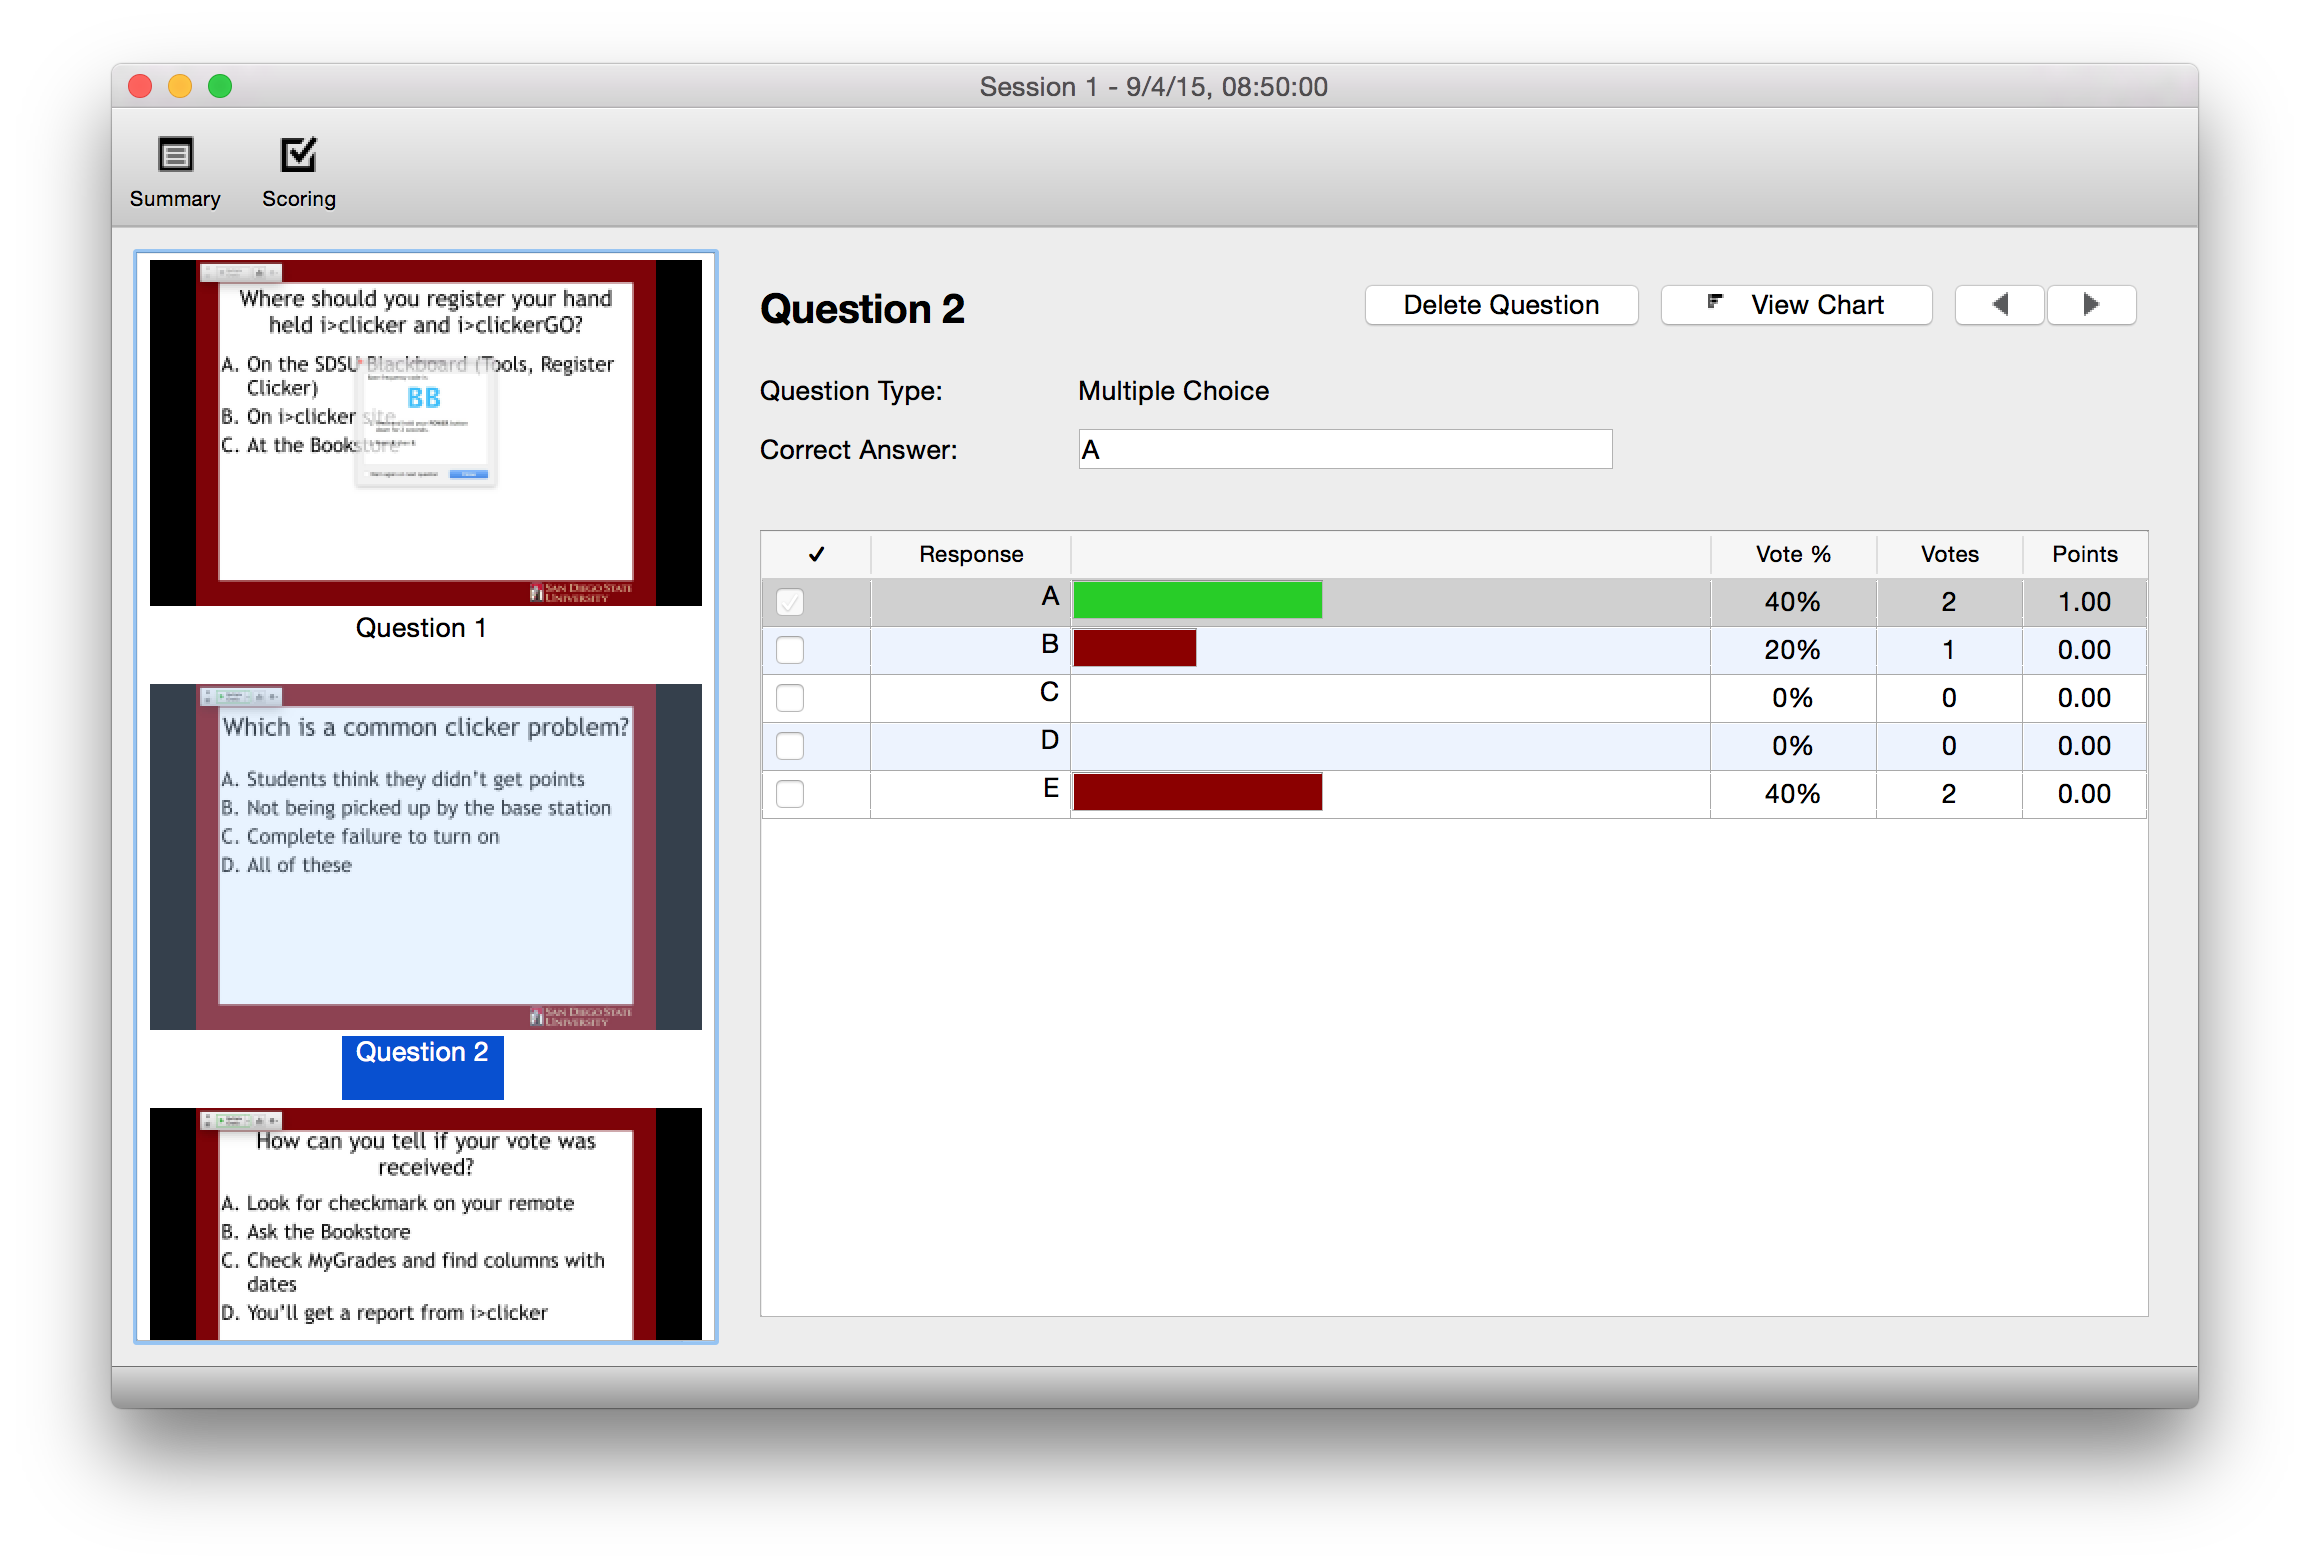 Session 1 - 9/4/15, 08:50:00
Summary
Scoring
Where should you register your hand
held i>clicker and i>clickerGO?
A. On the SDSU Blackboard (Tools, Register
Clicker)
B. On i>clicker site
C. At the Bookstore
BB
SAN DIEGO STATE
UNIVERSITY
Question 1
Which is a common clicker problem?
A. Students think they didn't get points
B. Not being picked up by the base station
C. Complete failure to turn on
D. All of these
SAN DIEGO STATE
UNIVERSITY
Question 2
How can you tell if your vote was
received?
A. Look for checkmark on your remote
B. Ask the Bookstore
C. Check MyGrades and find columns with
dates
D. You'll get a report from i>clicker
Question 2
Delete Question
View Chart
Question Type: Multiple Choice
Correct Answer: A
✓ Response Vote % Votes Points
A 40% 2 1.00
B 20% 1 0.00
C 0% 0 0.00
D 0% 0 0.00
E 40% 2 0.00